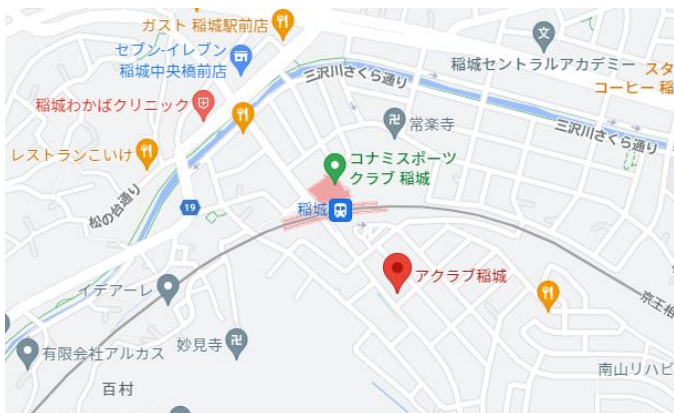 ガスト 稲城駅前店
セブン-イレブン
稲城中央橋前店
稲城セントラルアカデミー
スタ
コーヒー 稲
三沢川さくら通り
稲城わかばクリニック
常楽寺
三沢川さくら通り
レストランこいけ
コナミスポーツ
クラブ 稲城
松の台通り
19
稲城
アクラブ稲城
イデアーレ
京王相
有限会社アルカス
妙見寺
南山リハビ
百村